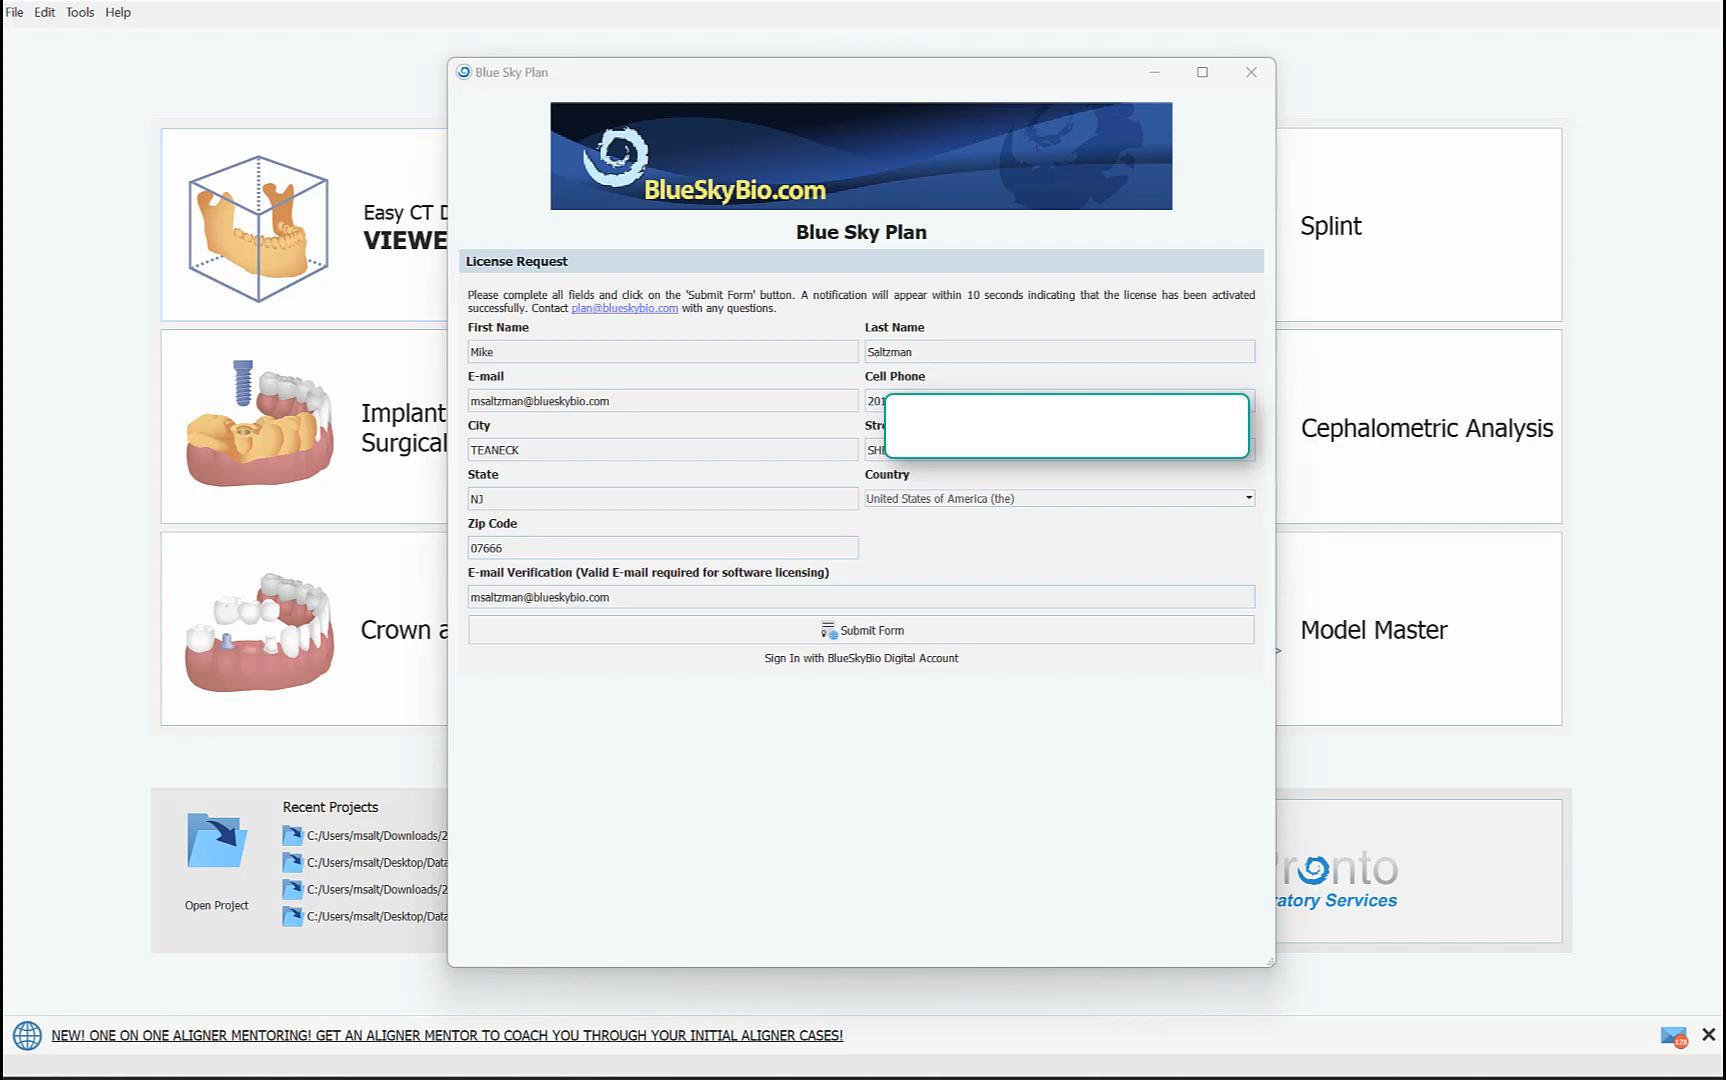 File Edit Tools Help
Blue Sky Plan
BlueSkyBio.com
Blue Sky Plan
License Request
Please complete all fields and click on the 'Submit Form' button. A notification will appear within 10 seconds indicating that the license has been activated
successfully. Contact plan@blueskybio.com with any questions.
First Name
Last Name
Mike
Saltzman
E-mail
Cell Phone
msaltzman@blueskybio.com
201
City
TEANECK
State
Country
NJ
United States of America (the)
Zip Code
07666
E-mail Verification (Valid E-mail required for software licensing)
msaltzman@blueskybio.com
Submit Form
Sign In with BlueSkyBio Digital Account
Easy CT
Implant
Surgical
Crown
Splint
Cephalometric Analysis
Model Master
Open Project
Recent Projects
C:/Users/msalt/Downloads/2
C:/Users/msalt/Desktop/Data
C:/Users/msalt/Downloads/2
C:/Users/msalt/Desktop/Data
NEW! ONE ON ONE ALIGNER MENTORING! GET AN ALIGNER MENTOR TO COACH YOU THROUGH YOUR INITIAL ALIGNER CASES!
128
ronto
ratory Services